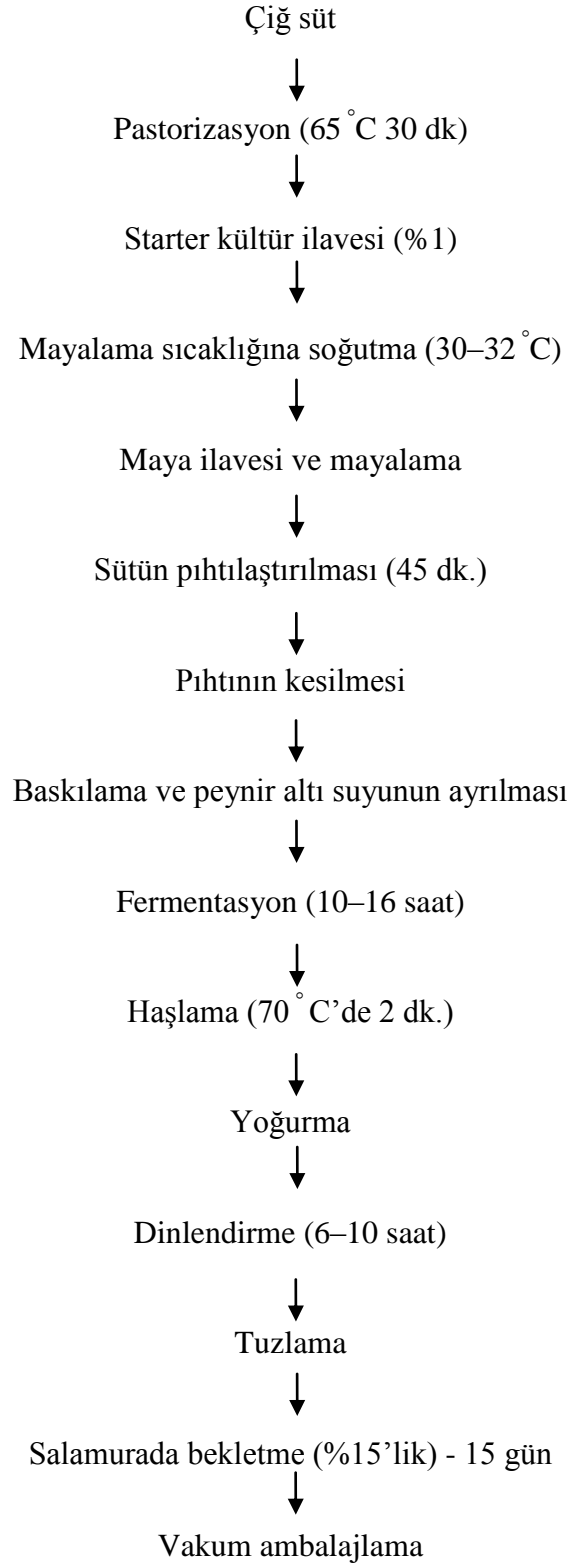 Çiğ süt
Pastorizasyon (65 °C 30 dk)
Starter kültür ilavesi (%1)
Mayalama sıcaklığına soğutma (30–32 °C)
Maya ilavesi ve mayalama
Sütün pıhtılaştırılması (45 dk.)
Pıhtının kesilmesi
Baskılama ve peynir altı suyunun ayrılması
Fermentasyon (10–16 saat)
Haşlama (70 ° C’de 2 dk.)
Yoğurma
Dinlendirme (6–10 saat)
Tuzlama
Salamurada bekletme (%15’lik) - 15 gün
Vakum ambalajlama